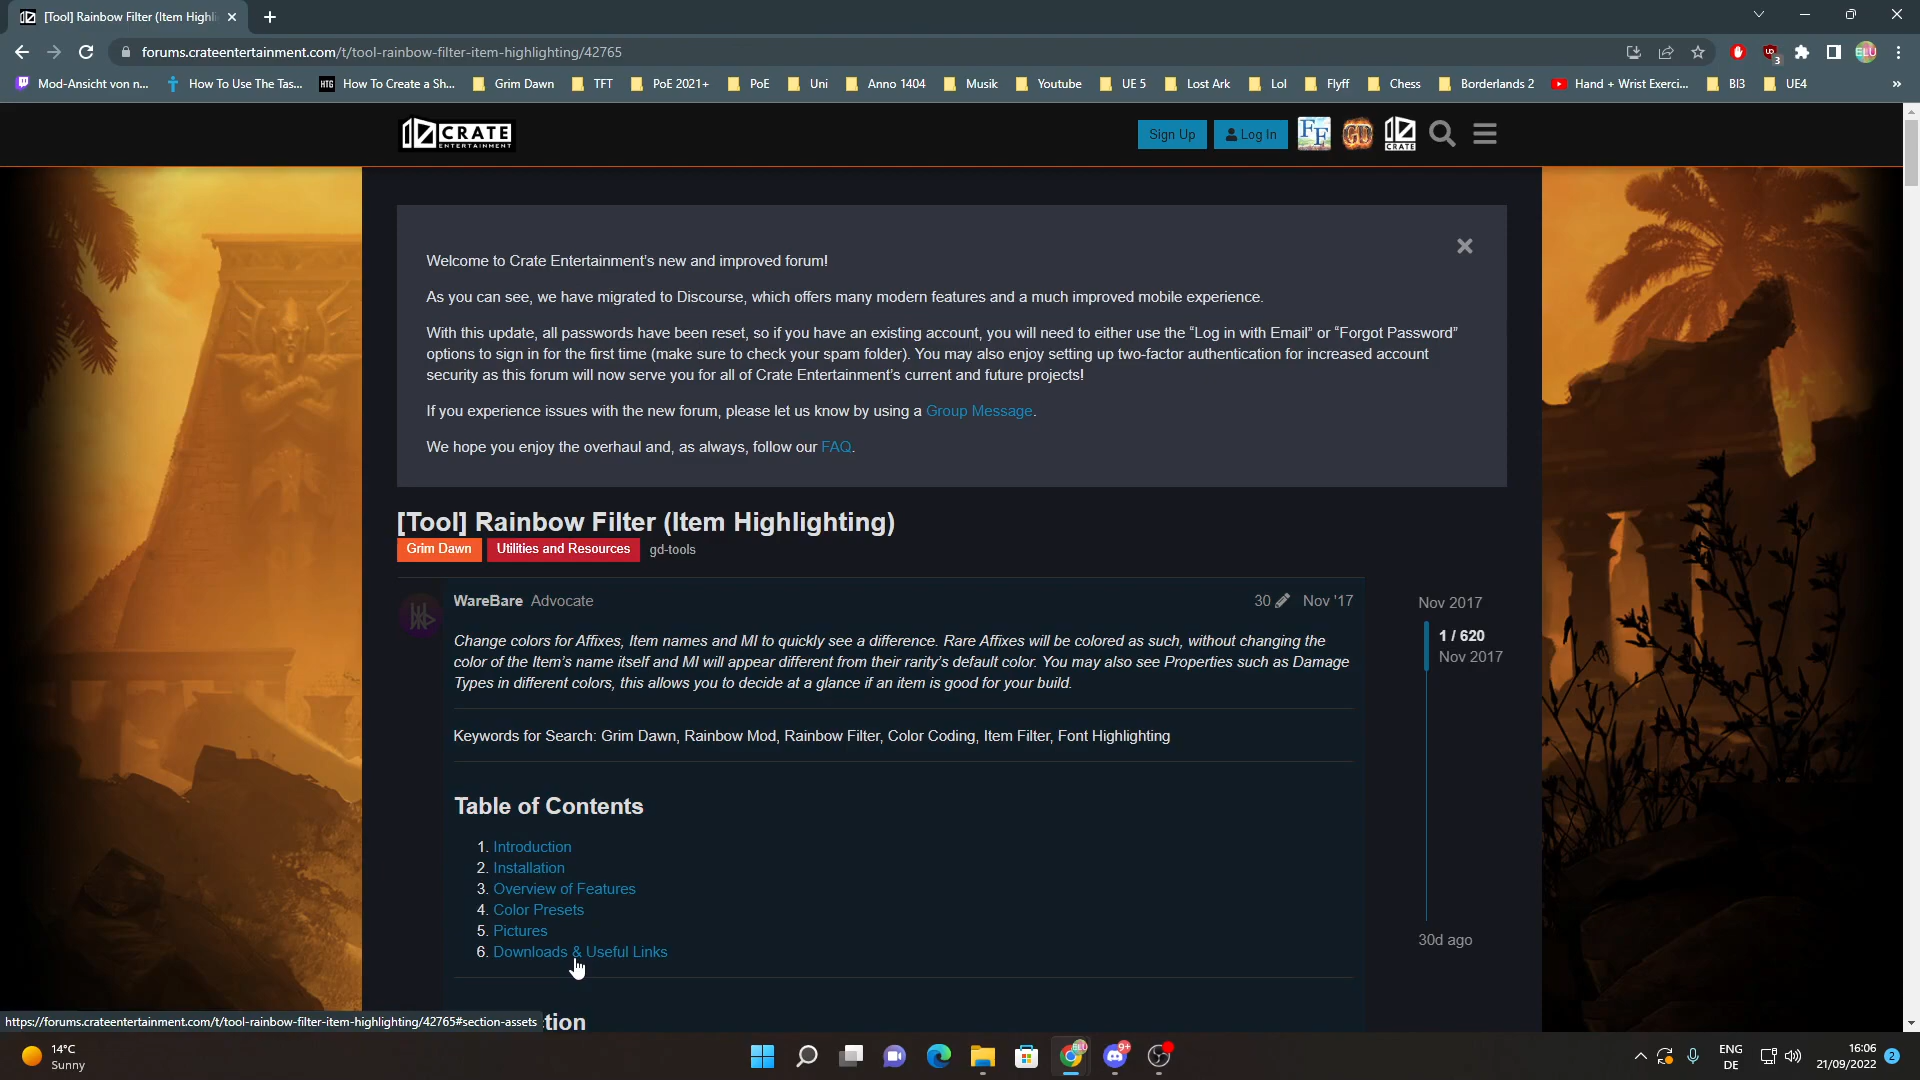 [Tool] Rainbow Filter (Item Highli
forums.crateentertainment.com/t/tool-rainbow-filter-item-highlighting/42765
3
ELU
Mod-Ansicht von n...
How To Use The Tas...
HTG How To Create a Sh...
Grim Dawn
TFT
PoE 2021+
PoE
Uni
Anno 1404
Musik
Youtube
UE 5
Lost Ark
Lol
Flyff
Chess
Borderlands 2
Hand + Wrist Exerci...
Bl3
UE4
»
CRATE
ENTERTAINMENT
Sign Up
Log In
FF
GD
CRATE
Welcome to Crate Entertainment's new and improved forum!
As you can see, we have migrated to Discourse, which offers many modern features and a much improved mobile experience.
With this update, all passwords have been reset, so if you have an existing account, you will need to either use the “Log in with Email” or “Forgot Password”
options to sign in for the first time (make sure to check your spam folder). You may also enjoy setting up two-factor authentication for increased account
security as this forum will now serve you for all of Crate Entertainment's current and future projects!
If you experience issues with the new forum, please let us know by using a Group Message.
We hope you enjoy the overhaul and, as always, follow our FAQ.
[Tool] Rainbow Filter (Item Highlighting)
Grim Dawn
Utilities and Resources
gd-tools
WareBare Advocate
30
Nov '17
Nov 2017
1 / 620
Nov 2017
30d ago
Change colors for Affixes, Item names and MI to quickly see a difference. Rare Affixes will be colored as such, without changing the
color of the Item's name itself and MI will appear different from their rarity's default color. You may also see Properties such as Damage
Types in different colors, this allows you to decide at a glance if an item is good for your build.
Keywords for Search: Grim Dawn, Rainbow Mod, Rainbow Filter, Color Coding, Item Filter, Font Highlighting
Table of Contents
1. Introduction
2. Installation
3. Overview of Features
4. Color Presets
5. Pictures
6. Downloads & Useful Links
https://forums.crateentertainment.com/t/tool-rainbow-filter-item-highlighting/42765#section-assets
tion
14°C
Sunny
ELU
9+
ENG
DE
16:06
21/09/2022
2